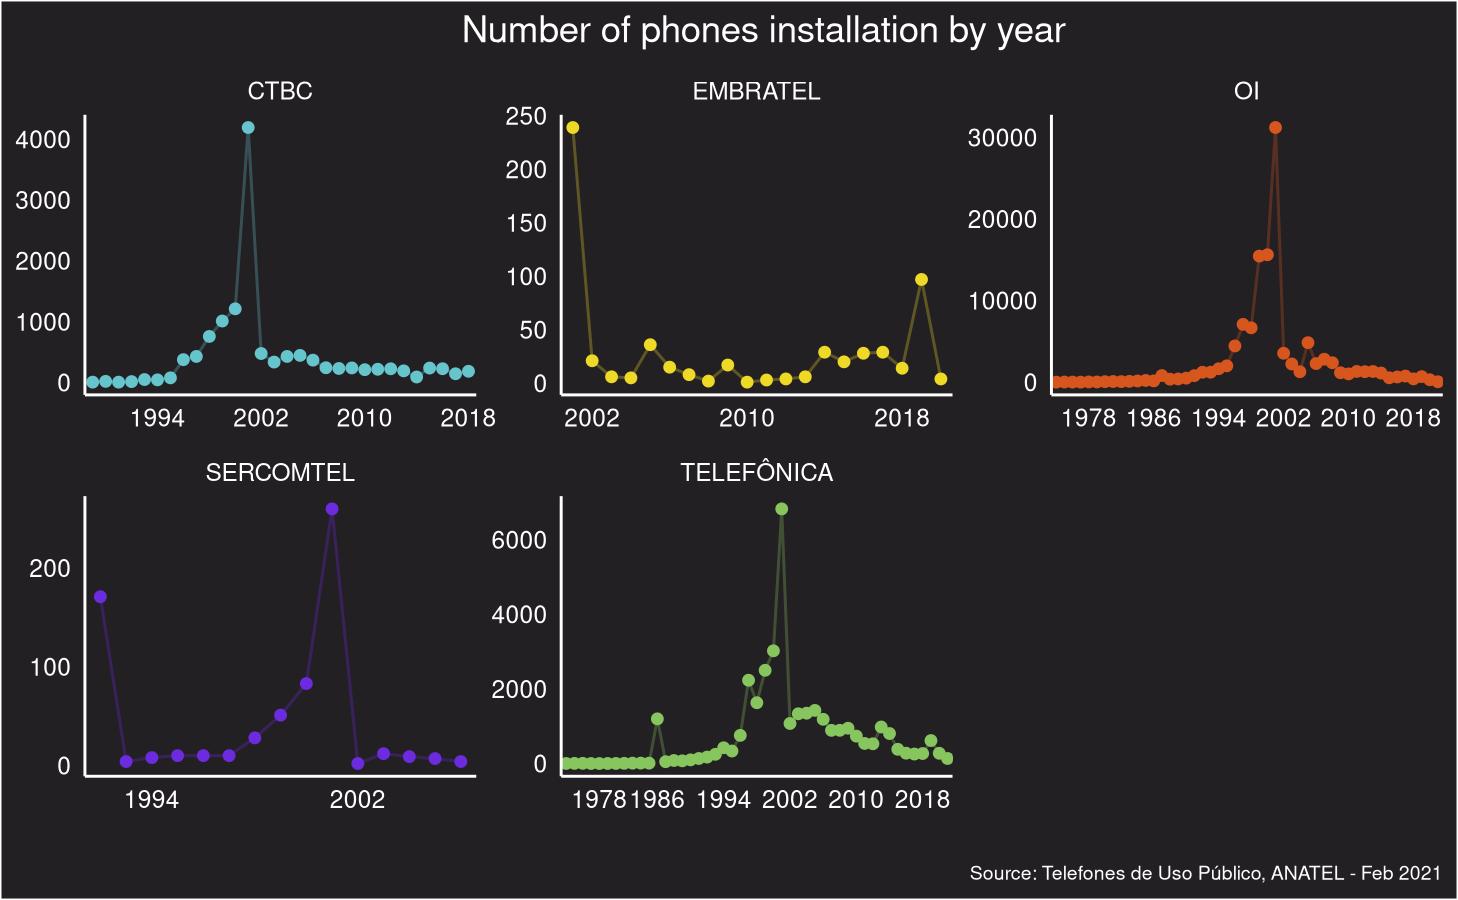 Number of phones installation by year
CTBC
4000
3000
2000
1000
0
1994 2002 2010 2018
EMBRATEL
250
200
150
100
50
0
2002 2010 2018
OI
30000
20000
10000
0
1978 1986 1994 2002 2010 2018
SERCOMTEL
200
100
0
1994 2002
TELEFÔNICA
6000
4000
2000
0
1978 1986 1994 2002 2010 2018
Source: Telefones de Uso Público, ANATEL - Feb 2021